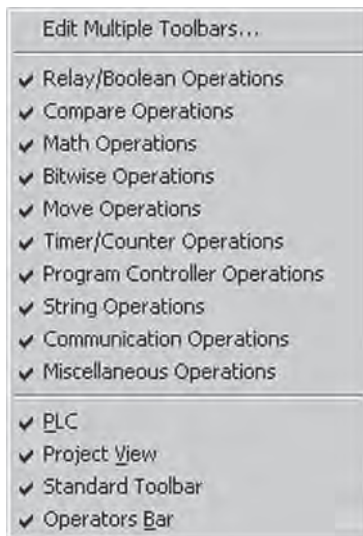 Edit Multiple Toolbars...
Relay/Boolean Operations
Compare Operations
Math Operations
Bitwise Operations
Move Operations
Timer/Counter Operations
Program Controller Operations
String Operations
Communication Operations
Miscellaneous Operations
PLC
Project View
Standard Toolbar
Operators Bar